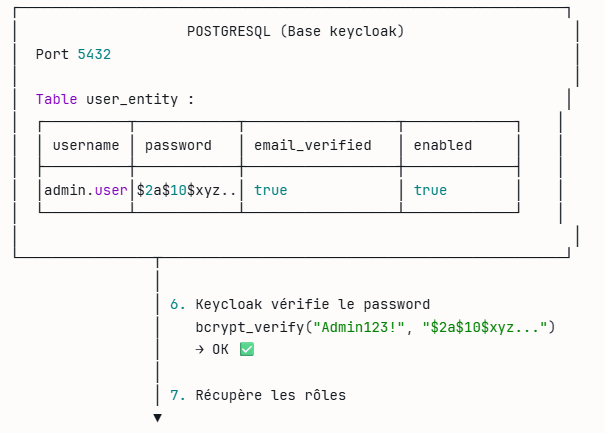 POSTGRESQL (Base keycloak)
Port 5432
Table user_entity :
username password email_verified enabled
admin.user $2a$10$xyz.. true true
6. Keycloak vérifie le password
bcrypt_verify("Admin123!", "$2a$10$xyz...")
→ OK ✅
7. Récupère les rôles